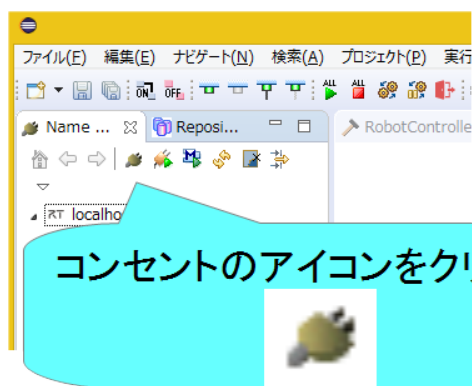 ファイル(F) 編集(E) ナビゲート(N) 検索(A) プロジェクト(P) 実行
ON OFF ALL ALL
Name ... Reposi... RobotControlle
RT localho
コンセントのアイコンをクリ